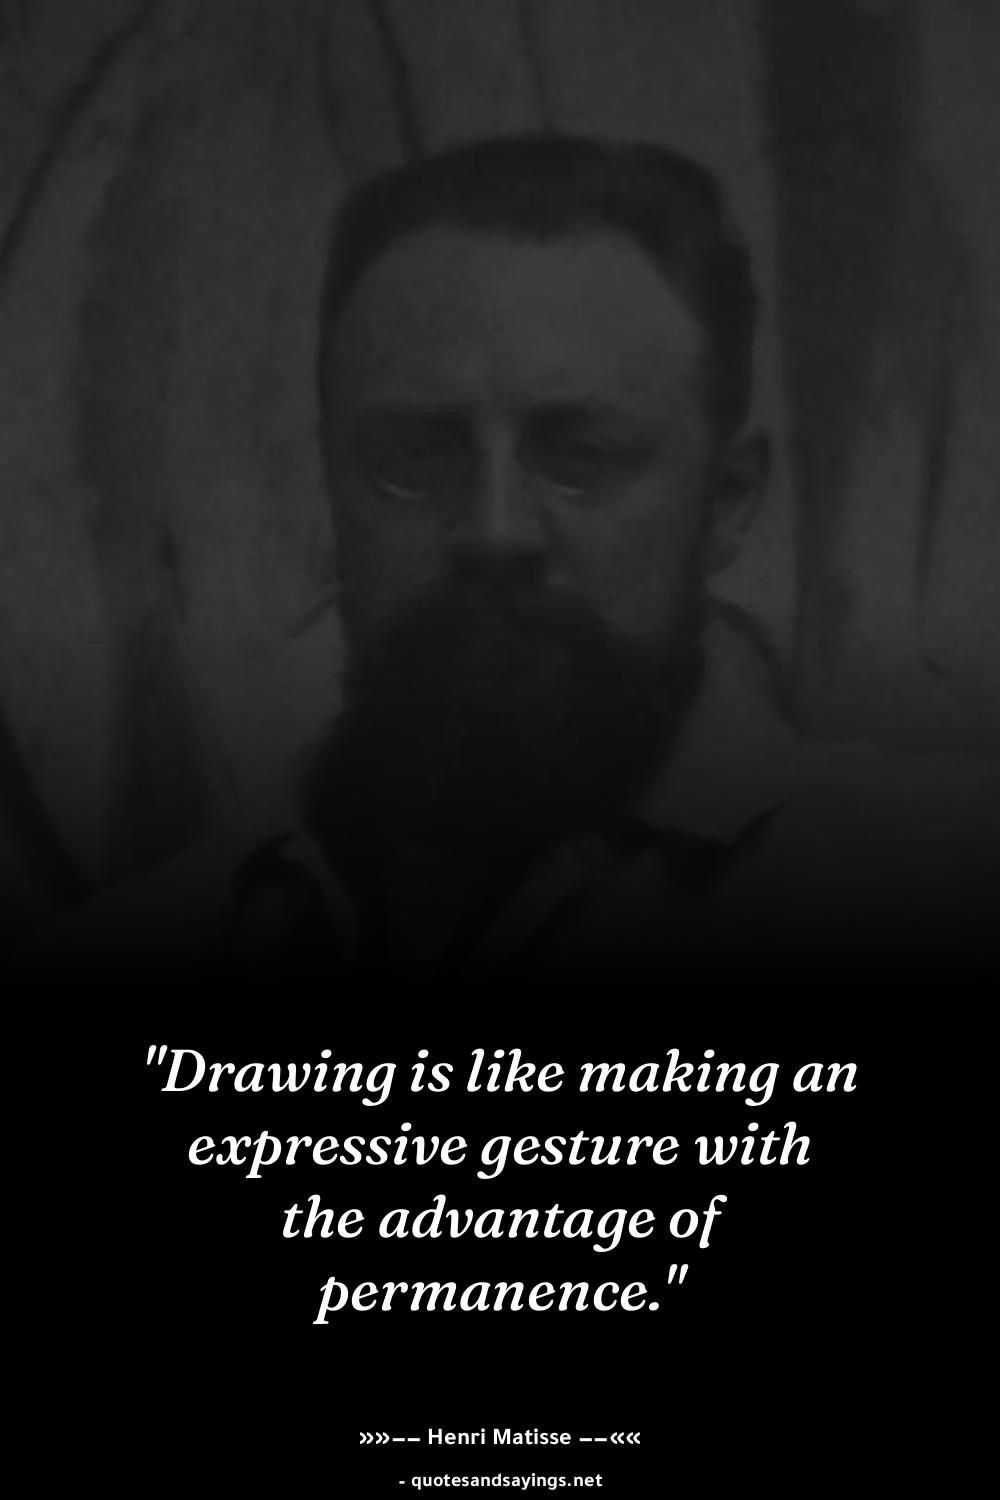 "Drawing is like making an
expressive gesture with
the advantage of
permanence."
»»–– Henri Matisse ––««
- quotesandsayings.net